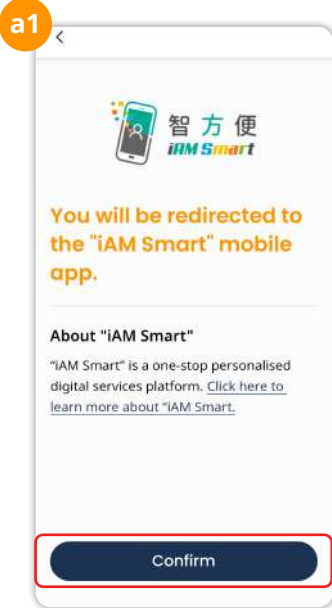 a1
智方便
iAM Smart
You will be redirected to
the "iAM Smart" mobile
app.
About "iAM Smart"
"iAM Smart" is a one-stop personalised
digital services platform. Click here to
learn more about "iAM Smart.
Confirm